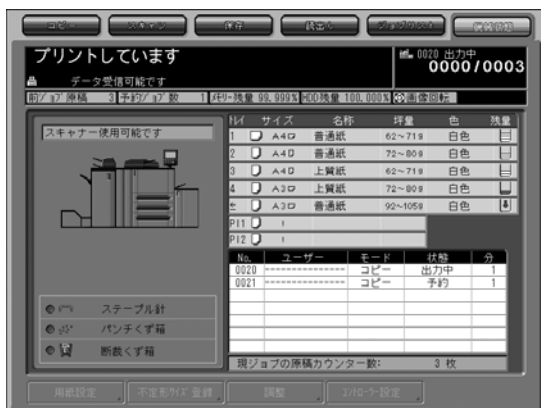 コピー スキャン 保存 読出し ジョブリスト 機械状態
プリントしています
No. 0020 出力中
0000/0003
データ受信可能です
前ジョブ原稿 3 予約ジョブ数 1 メモリー残量 99.999% HDD残量 100.000% 画像回転
スキャナー使用可能です
トレイ サイズ 名称 坪量 色 残量
1 A4 普通紙 62~71g 白色
2 A4 普通紙 72~80g 白色
3 A4 上質紙 62~71g 白色
4 A3 上質紙 72~80g 白色
A3 普通紙 92~105g 白色
PI1
PI2
No. ユーザー モード 状態 分
0020 ---------------- コピー 出力中 1
0021 ---------------- コピー 予約 1
ステープル針
パンチくず箱
断裁くず箱
現ジョブの原稿カウンター数: 3 枚
用紙設定 不定形サイズ登録 調整 コントローラー設定